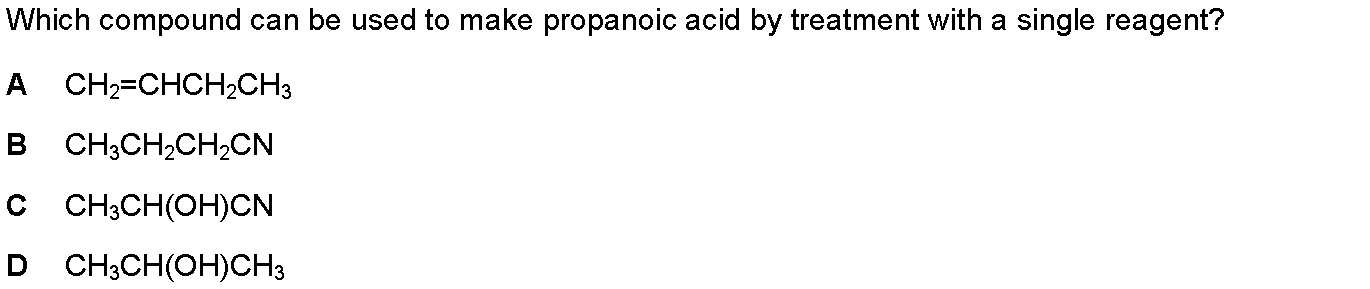 Which compound can be used to make propanoic acid by treatment with a single reagent?
A CH₂=CHCH₂CH₃
B CH₃CH₂CH₂CN
C CH₃CH(OH)CN
D CH₃CH(OH)CH₃